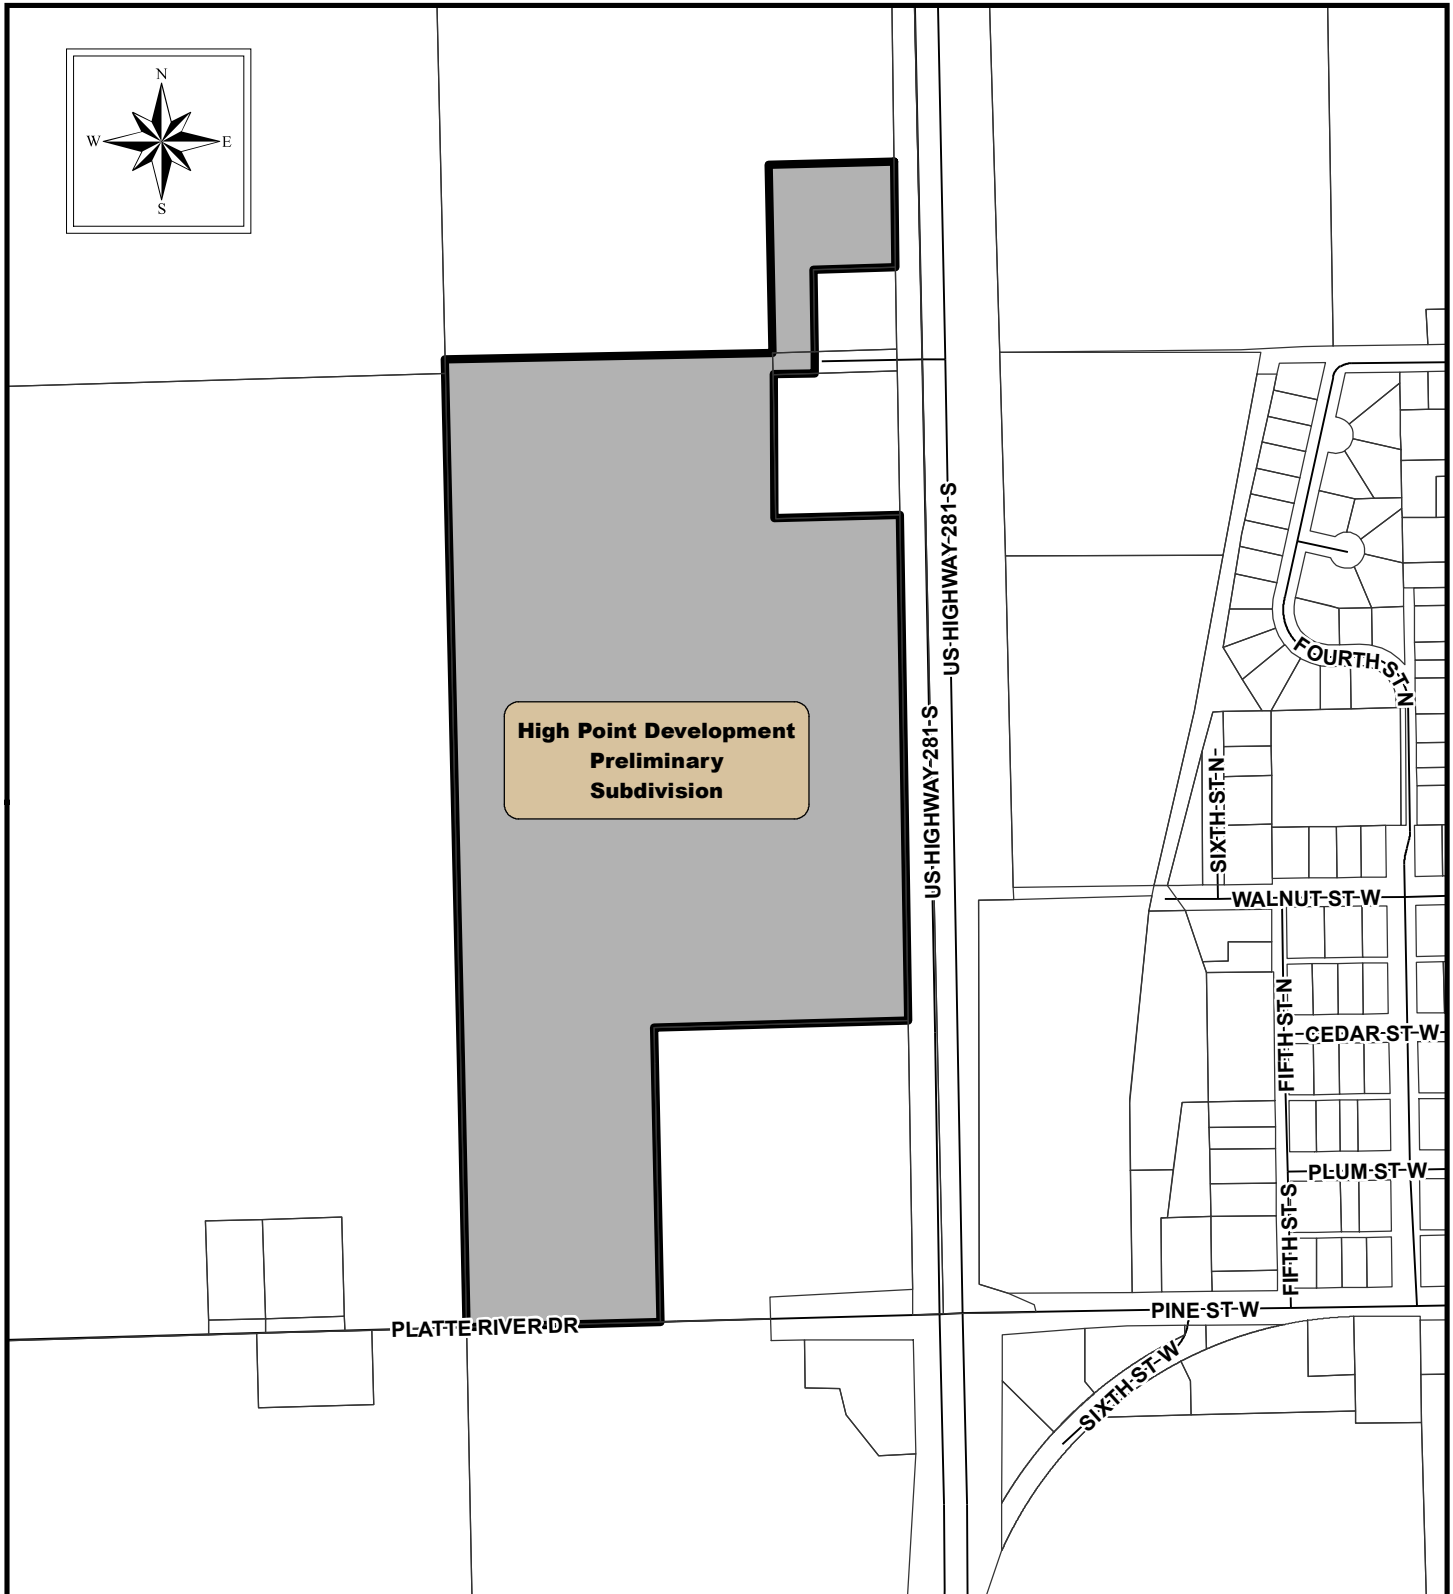 N
W
E
S
US HIGHWAY 281 S
FOURTH ST N
High Point Development
Preliminary
Subdivision
US HIGHWAY 281 S
SIXTH ST N
WALNUT ST W
FIFTH ST N
CEDAR ST W
PLUM ST W
FIFTH ST S
PINE ST W
PLATTE RIVER DR
SIXTH ST W